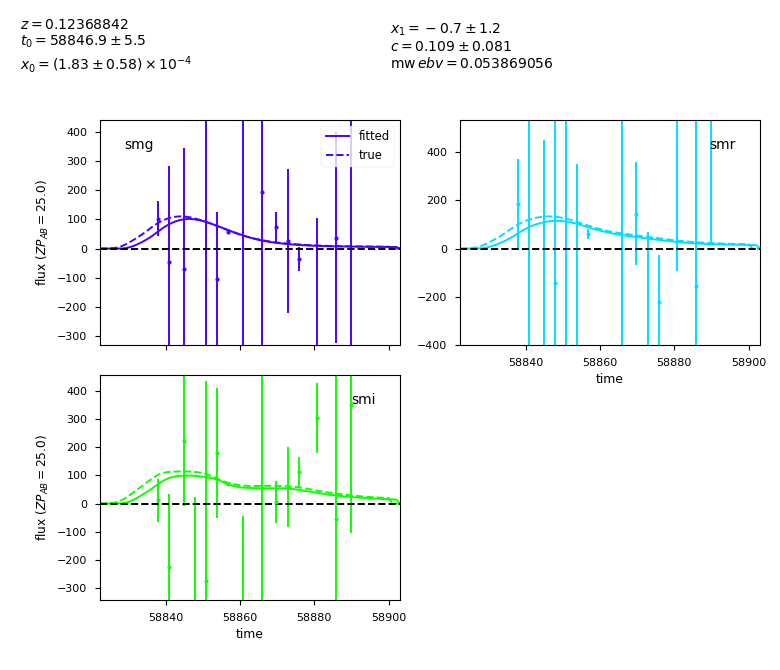 z = 0.12368842
t₀ = 58846.9 ± 5.5
x₀ = (1.83 ± 0.58) × 10⁻⁴
x₁ = − 0.7 ± 1.2
c = 0.109 ± 0.081
mw ebv = 0.053869056
smg
fitted
true
400
300
200
100
0
−100
−200
−300
flux (ZP_AB = 25.0)
smr
400
200
0
−200
−400
58840
58860
58880
58900
time
smi
400
300
200
100
0
−100
−200
−300
flux (ZP_AB = 25.0)
58840
58860
58880
58900
time